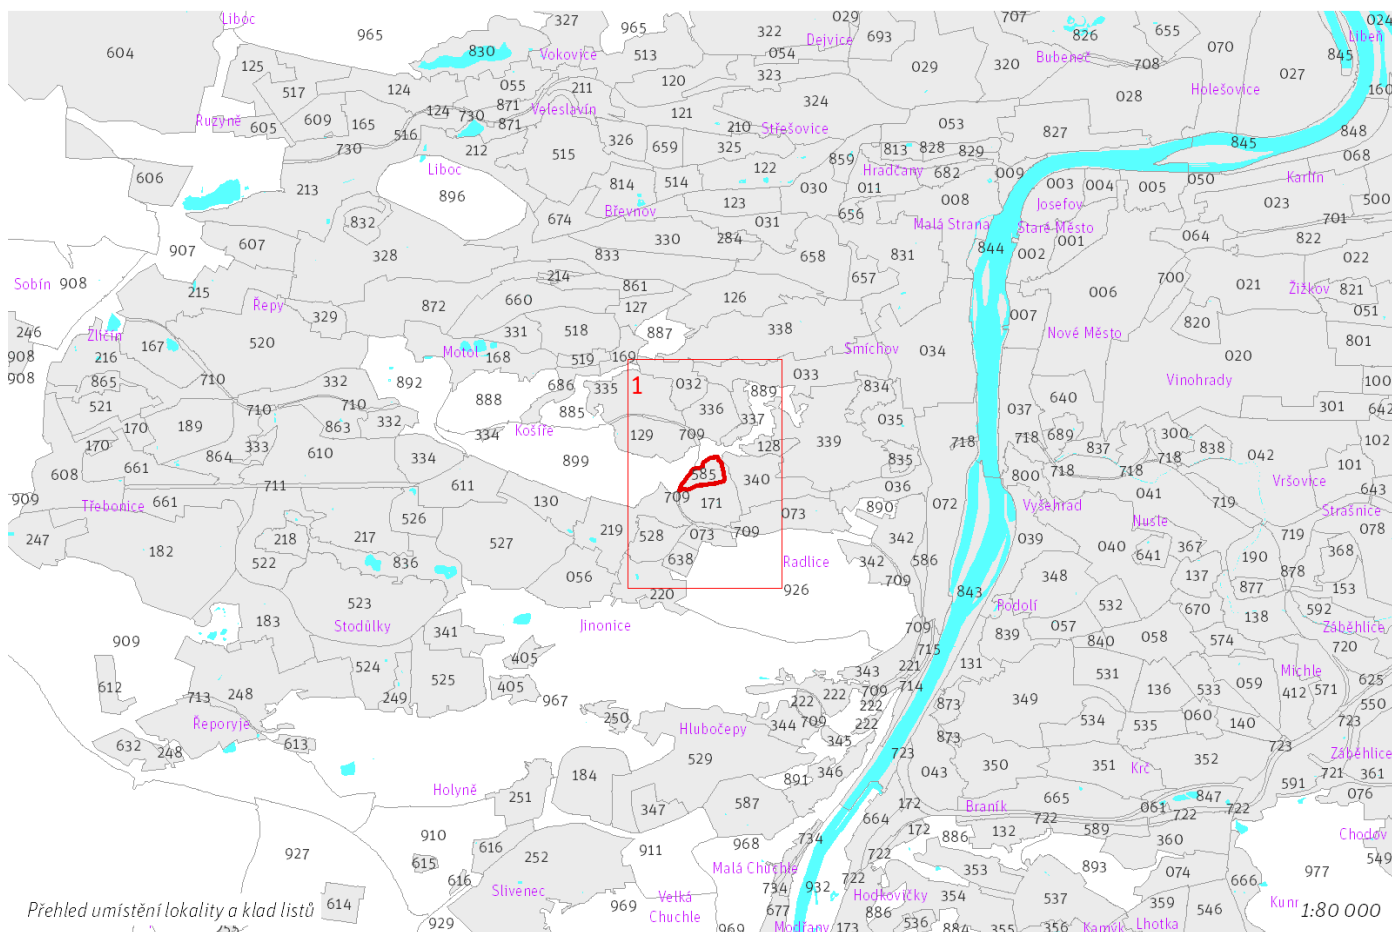 Liboc 327 965 029 707 024
965 322 Dejvice 693 826 655 Libeň
604 830 Vokovice 513 054 Bubeneč 070 845
125 323 029 320 708 027
124 055 211 120 Holešovice 160
517 871 324 028
609 165 124 730 Veleslavín 121
Ruzyně 605 516 871 210 Střešovice 053 827 848
730 212 515 326 659 325 813 828 829 845 068
606 Liboc 122 859 Hradčany 682 009
213 896 814 514 030 011 003 004 005 050 Karlín
674 Břevnov 123 656 008 Josefov 023 500
832 031 Malá Strana Staré Město 701
607 330 284 001 064 822
907 328 833 658 831 844 002 022
Sobín 908 214 861 657 700 021 Žižkov 821
215 Řepy 872 660 127 126 006 051
246 329 331 518 887 338 007 Nové Město 820 801
Žličín 167 520 Motol 168 519 169 Smíchov 034 020
908 216
908 865 710 332 892 686 335 1 032 889 033 834 Vinohrady 100
521 710 710 888 885 336 337 035 037 640 301 642
170 170 189 333 863 332 334 Košíře 129 709 128 339 718 718 689 837 300 838 102
864 610 334 899 835 718 718 718 042 101
608 661 585 340 036 800 Vršovice
909 711 611 709 171 072 041 643
Třebonice 661 130 073 890 Vyšehrad 719 Strašnice
526 219 528 073 709 342 Nusle 078
247 182 218 217 527 586 039 040 367 719
522 836 638 Radlice 342 641 190 368
056 709 348 137 878
523 220 926 843 877 153
183 Stodůlky Jinonice Podolí 532 670 138 592
909 341 709 839 057 058 574 Záběhlice
405 715 840 720
524 525 343 221 131 531 Michle
612 405 709 714 136 533 059 412 571 625
713 248 249 967 222 222 222 873 349 060 550
Řeporyje 250 Hlubočepy 344 709 222 534 535 140 723
632 248 613 345 723 873 723 Záběhlice
529 346 043 350 351 Krč 352 721 361
184 891 591 076
Holyně 251 347 587 172 Braník 665 061 847
664 722 722 722
910 616 911 968 734 172 886 132 589 360 Chodov
927 615 252 722 353 893 977 549
616 Malá Chuchle 074 666
Slivenec 734 932 722 Hodkovičky 354 537
614 Velká 677 886 359 546 Kunr
Přehled umístění lokality a klad listů 929 969 Chuchle 969 Modřany 173 536 884 355 356 Kamýk Lhotka 1:80 000